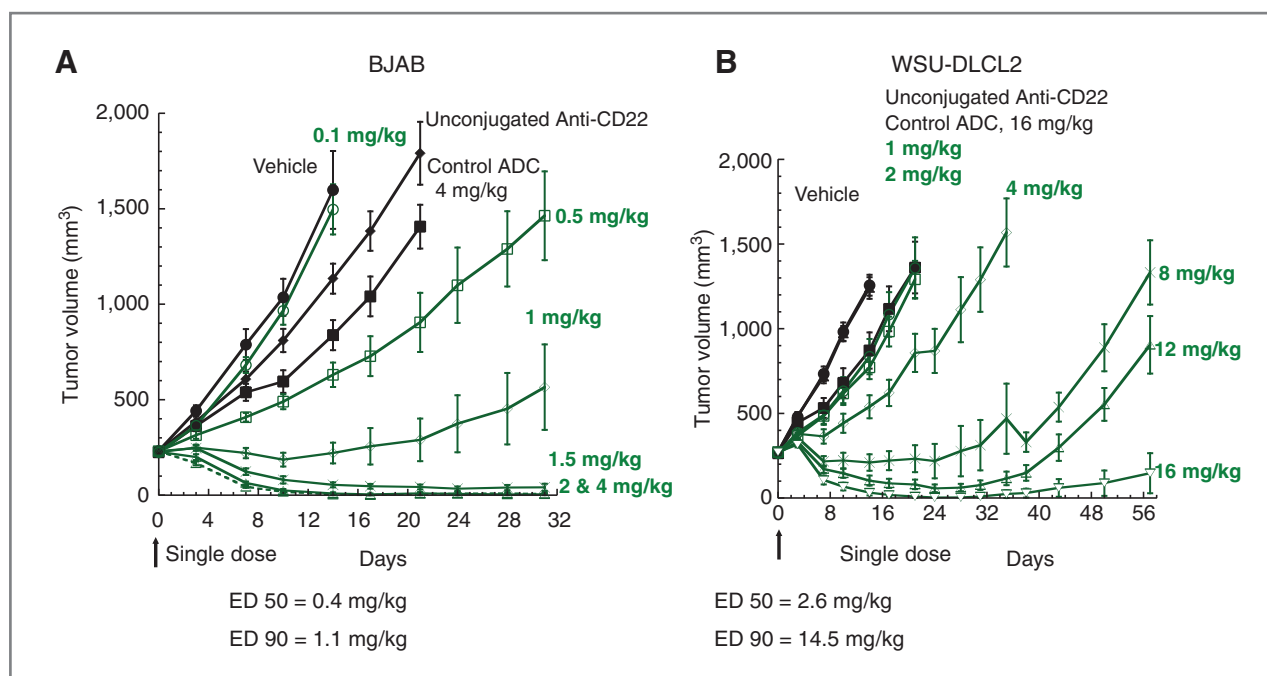 A
BJAB
2,000
1,500
1,000
500
0
Tumor volume (mm3)
0.1 mg/kg
Vehicle
Unconjugated Anti-CD22
Control ADC
4 mg/kg
0.5 mg/kg
1 mg/kg
1.5 mg/kg
2 & 4 mg/kg
0 4 8 12 16 20 24 28 32
Single dose
Days
ED 50 = 0.4 mg/kg
ED 90 = 1.1 mg/kg
B
WSU-DLCL2
Unconjugated Anti-CD22
Control ADC, 16 mg/kg
1 mg/kg
2 mg/kg
2,000
1,500
1,000
500
0
Tumor volume (mm3)
Vehicle
4 mg/kg
8 mg/kg
12 mg/kg
16 mg/kg
0 8 16 24 32 40 48 56
Single dose
Days
ED 50 = 2.6 mg/kg
ED 90 = 14.5 mg/kg